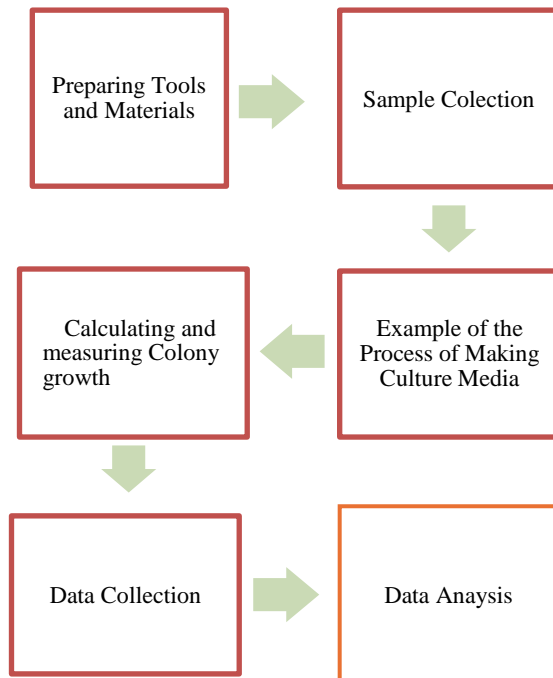 Preparing Tools
and Materials
Sample Colection
Example of the
Process of Making
Culture Media
Calculating and
measuring Colony
growth
Data Collection
Data Anaysis